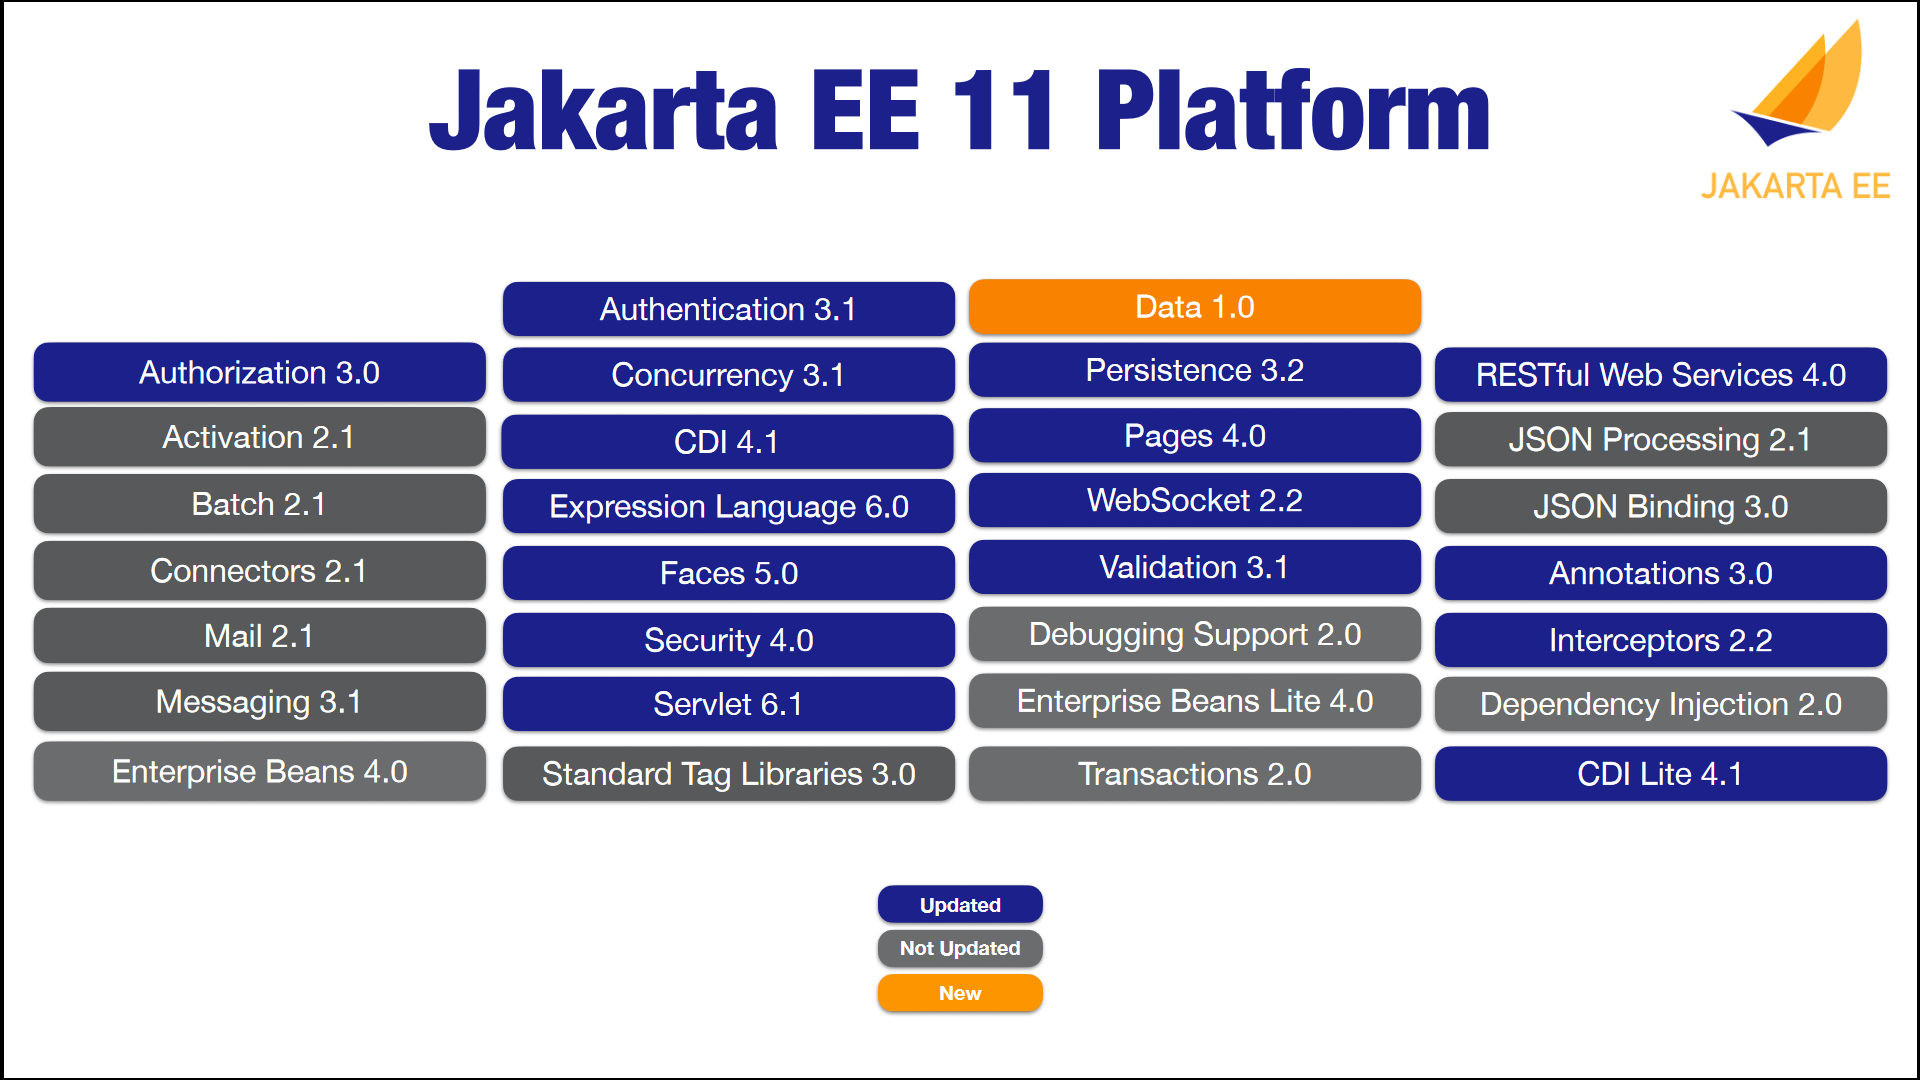 Jakarta EE 11 Platform
JAKARTA EE
Authorization 3.0
Activation 2.1
Batch 2.1
Connectors 2.1
Mail 2.1
Messaging 3.1
Enterprise Beans 4.0
Authentication 3.1
Concurrency 3.1
CDI 4.1
Expression Language 6.0
Faces 5.0
Security 4.0
Servlet 6.1
Standard Tag Libraries 3.0
Data 1.0
Persistence 3.2
Pages 4.0
WebSocket 2.2
Validation 3.1
Debugging Support 2.0
Enterprise Beans Lite 4.0
Transactions 2.0
RESTful Web Services 4.0
JSON Processing 2.1
JSON Binding 3.0
Annotations 3.0
Interceptors 2.2
Dependency Injection 2.0
CDI Lite 4.1
Updated
Not Updated
New